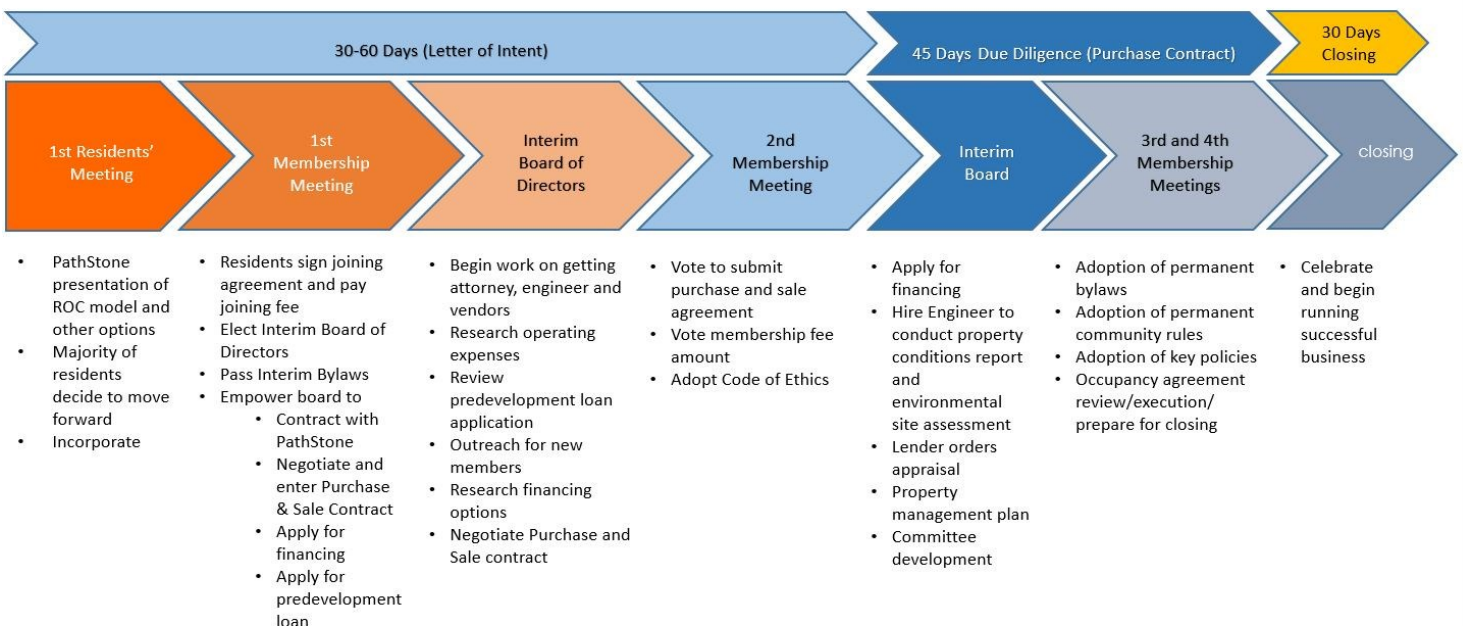 30-60 Days (Letter of Intent)
45 Days Due Diligence (Purchase Contract)
30 Days
Closing
1st Residents’
Meeting
1st
Membership
Meeting
Interim
Board of
Directors
2nd
Membership
Meeting
Interim
Board
3rd and 4th
Membership
Meetings
closing
• PathStone
presentation of
ROC model and
other options
• Majority of
residents
decide to move
forward
• Incorporate
• Residents sign joining
agreement and pay
joining fee
• Elect Interim Board of
Directors
• Pass Interim Bylaws
• Empower board to
• Contract with
PathStone
• Negotiate and
enter Purchase
& Sale Contract
• Apply for
financing
• Apply for
predevelopment
loan
• Begin work on getting
attorney, engineer and
vendors
• Research operating
expenses
• Review
predevelopment loan
application
• Outreach for new
members
• Research financing
options
• Negotiate Purchase and
Sale contract
• Vote to submit
purchase and sale
agreement
• Vote membership fee
amount
• Adopt Code of Ethics
• Apply for
financing
• Hire Engineer to
conduct property
conditions report
and
environmental
site assessment
• Lender orders
appraisal
• Property
management plan
• Committee
development
• Adoption of permanent
bylaws
• Adoption of permanent
community rules
• Adoption of key policies
• Occupancy agreement
review/execution/
prepare for closing
• Celebrate
and begin
running
successful
business